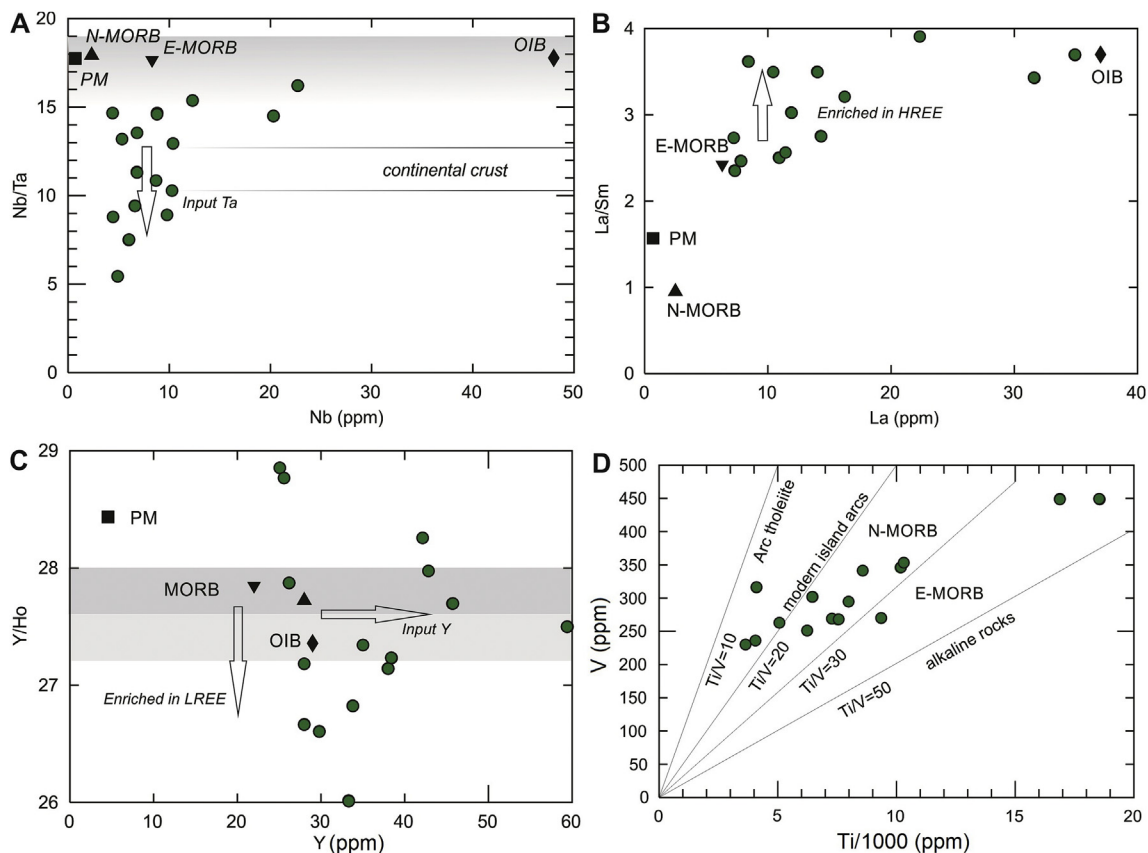 A
20
15
10
5
0
Nb/Ta
N-MORB
E-MORB
OIB
PM
continental crust
Input Ta
0 10 20 30 40 50
Nb (ppm)
B
4
3
2
1
0
La/Sm
OIB
Enriched in HREE
E-MORB
PM
N-MORB
0 10 20 30 40
La (ppm)
C
29
28
27
26
Y/Ho
PM
MORB
Input Y
OIB
Enriched in LREE
0 10 20 30 40 50 60
Y (ppm)
D
500
450
400
350
300
250
200
150
100
50
0
V (ppm)
Arc tholeiite
modern island arcs
N-MORB
E-MORB
alkaline rocks
Ti/V=10
Ti/V=20
Ti/V=30
Ti/V=50
0 5 10 15 20
Ti/1000 (ppm)